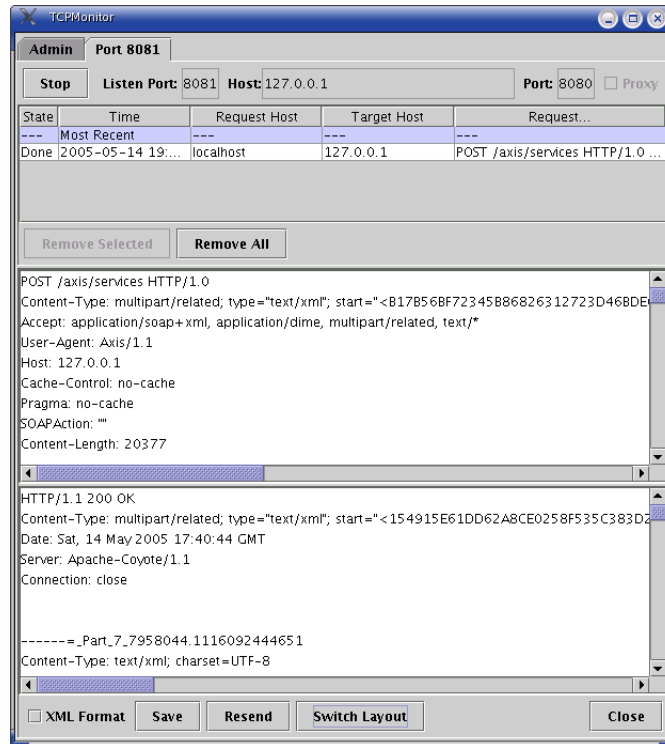 TCPMonitor
Admin Port 8081
Stop Listen Port: 8081 Host: 127.0.0.1 Port: 8080 Proxy
State Time Request Host Target Host Request...
--- Most Recent --- --- ---
Done 2005-05-14 19:... localhost 127.0.0.1 POST /axis/services HTTP/1.0 ...
Remove Selected Remove All
POST /axis/services HTTP/1.0
Content-Type: multipart/related; type="text/xml"; start="<B17B56BF72345B86826312723D46BDE
Accept: application/soap+xml, application/dime, multipart/related, text/*
User-Agent: Axis/1.1
Host: 127.0.0.1
Cache-Control: no-cache
Pragma: no-cache
SOAPAction: ""
Content-Length: 20377
HTTP/1.1 200 OK
Content-Type: multipart/related; type="text/xml"; start="<154915E61DD62A8CE0258F535C383D2
Date: Sat, 14 May 2005 17:40:44 GMT
Server: Apache-Coyote/1.1
Connection: close
------=_Part_7_7958044.1116092444651
Content-Type: text/xml; charset=UTF-8
XML Format Save Resend Switch Layout Close